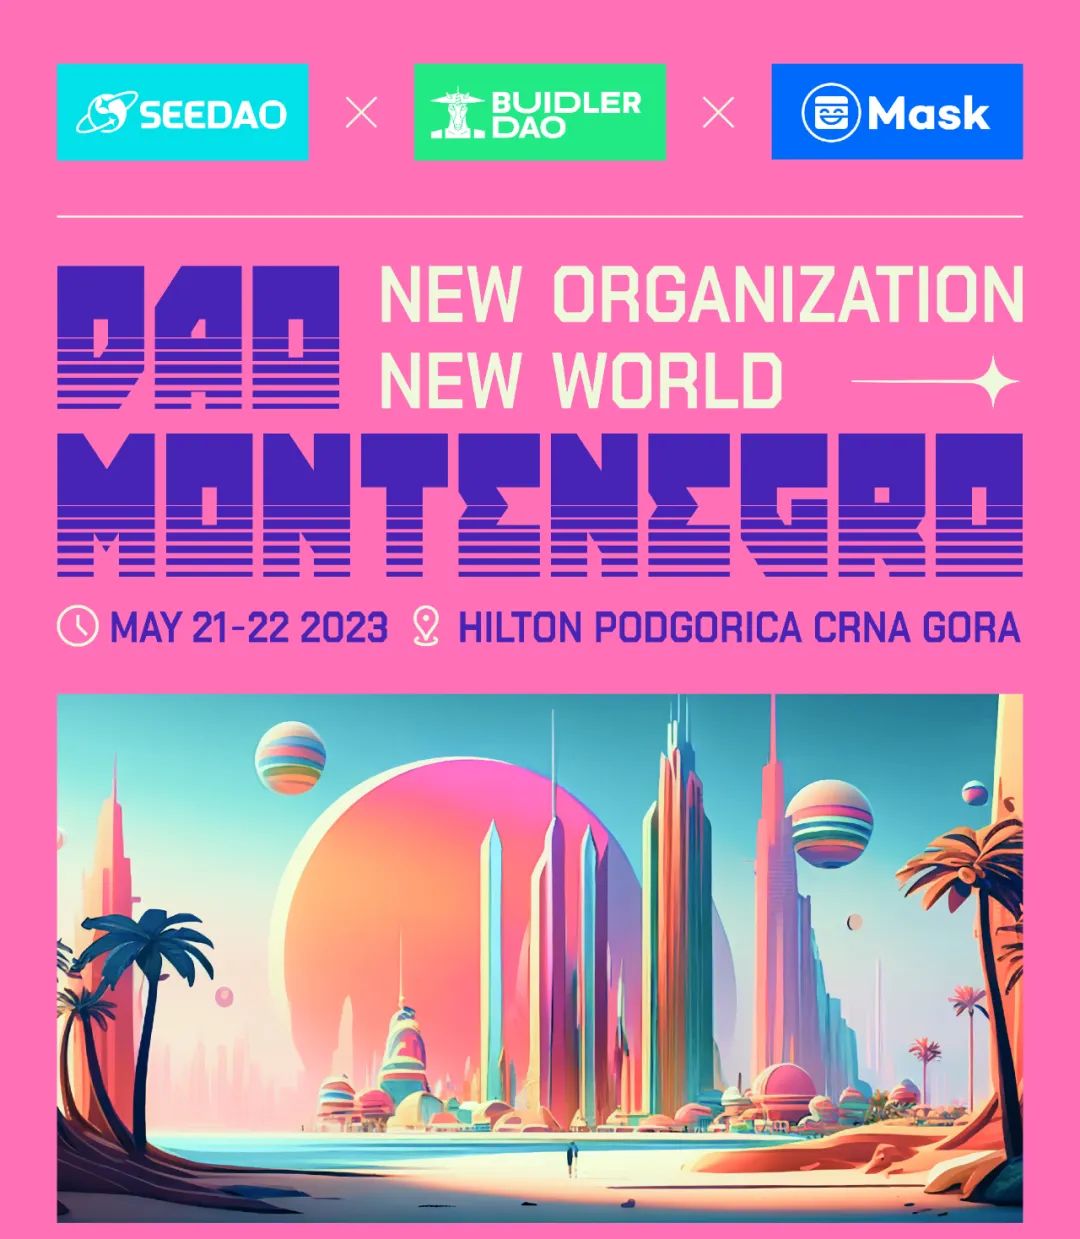 SEEDAO
BUIDLER
DAO
Mask
DAO
NEW ORGANIZATION
NEW WORLD
MONTENEGRO
MAY 21-22 2023 HILTON PODGORICA CRNA GORA